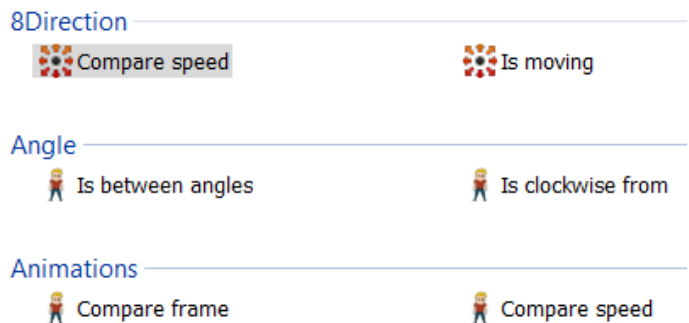 8Direction
Compare speed Is moving
Angle
Is between angles Is clockwise from
Animations
Compare frame Compare speed